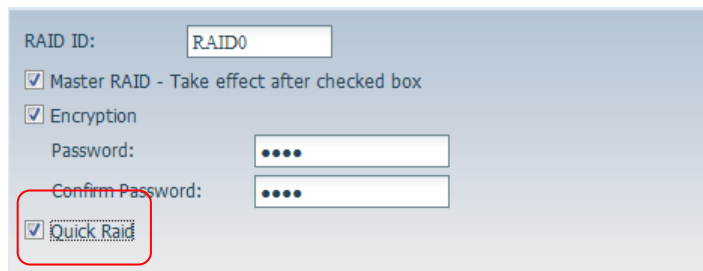 RAID ID: RAID0
Master RAID - Take effect after checked box
Encryption
Password: ●●●●
Confirm Password: ●●●●
Quick Raid